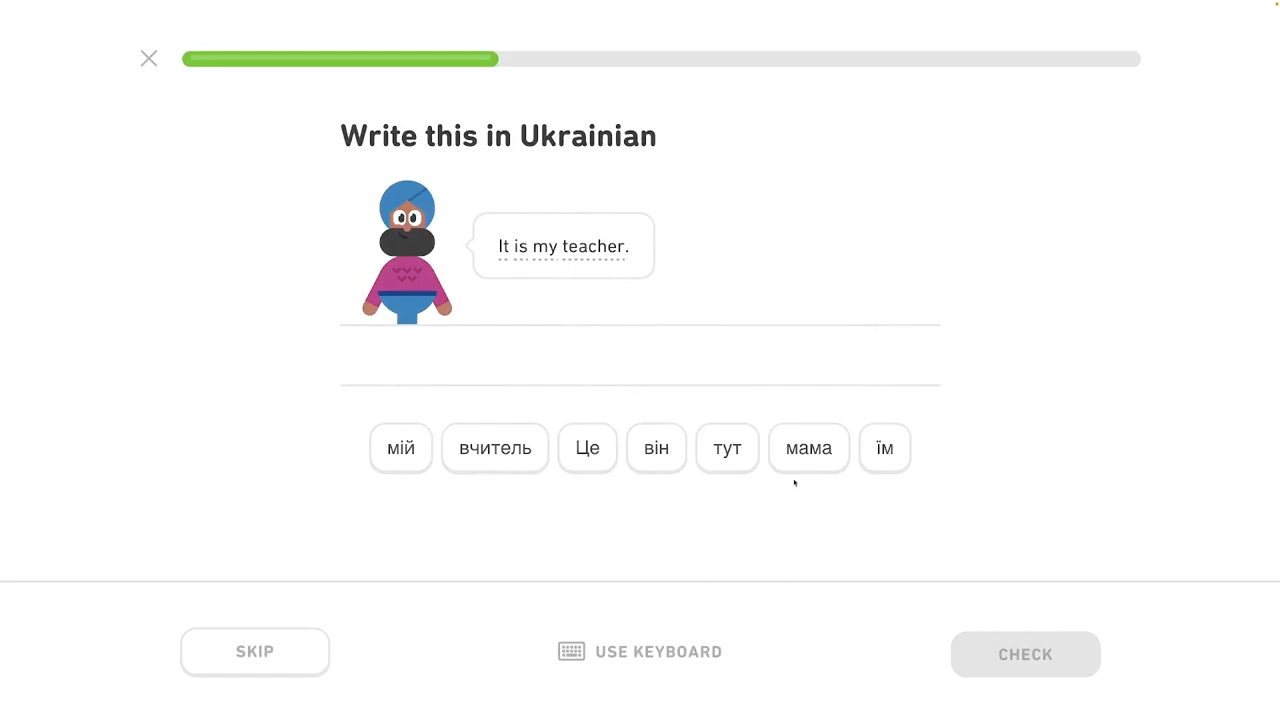 Write this in Ukrainian
It is my teacher.
мій вчитель Це він тут мама їм
SKIP USE KEYBOARD CHECK